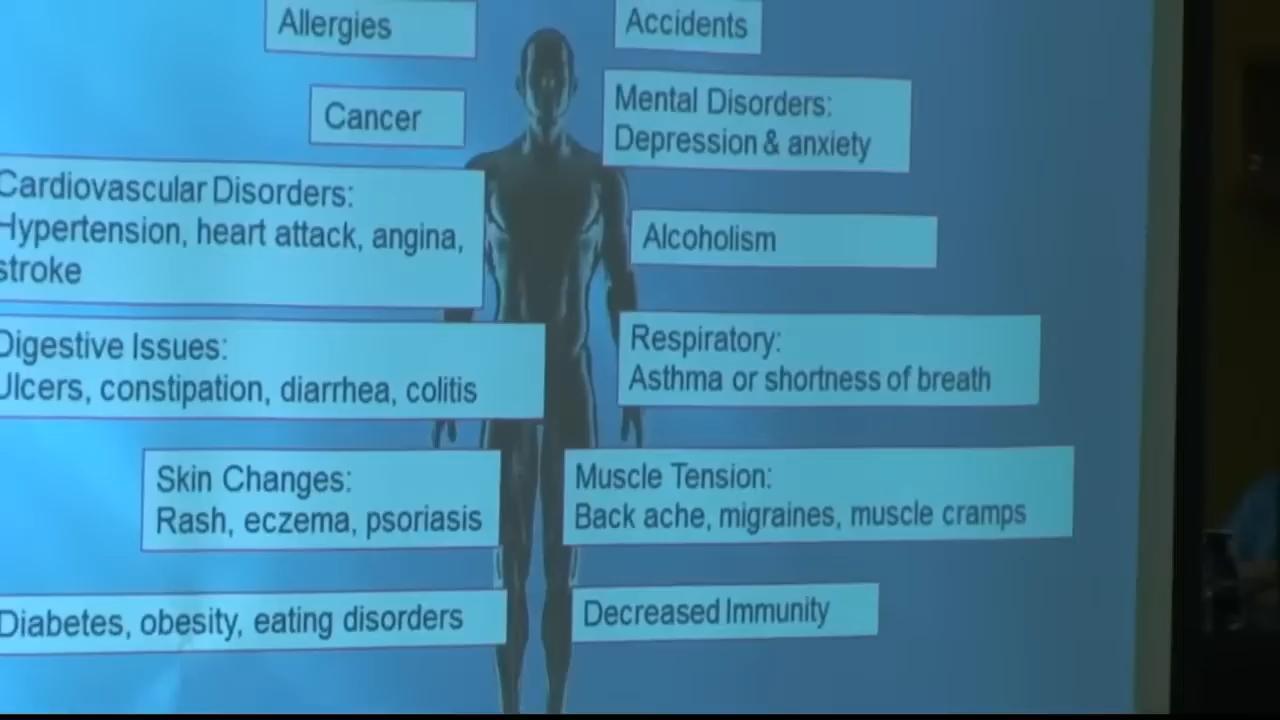 Allergies
Cancer
Cardiovascular Disorders:
Hypertension, heart attack, angina,
stroke
Digestive Issues:
Ulcers, constipation, diarrhea, colitis
Skin Changes:
Rash, eczema, psoriasis
Diabetes, obesity, eating disorders
Accidents
Mental Disorders:
Depression & anxiety
Alcoholism
Respiratory:
Asthma or shortness of breath
Muscle Tension:
Back ache, migraines, muscle cramps
Decreased Immunity